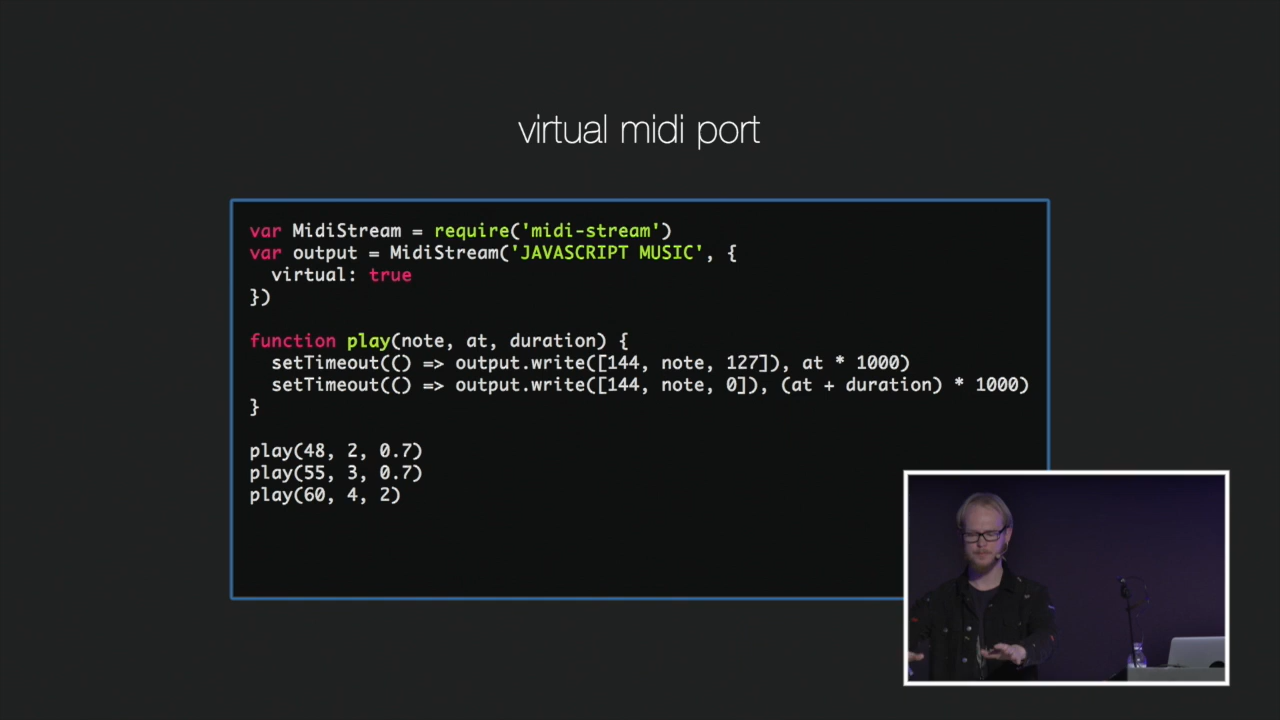 virtual midi port
var MidiStream = require('midi-stream')
var output = MidiStream('JAVASCRIPT MUSIC', {
  virtual: true
})
function play(note, at, duration) {
  setTimeout(() => output.write([144, note, 127]), at * 1000)
  setTimeout(() => output.write([144, note, 0]), (at + duration) * 1000)
}
play(48, 2, 0.7)
play(55, 3, 0.7)
play(60, 4, 2)